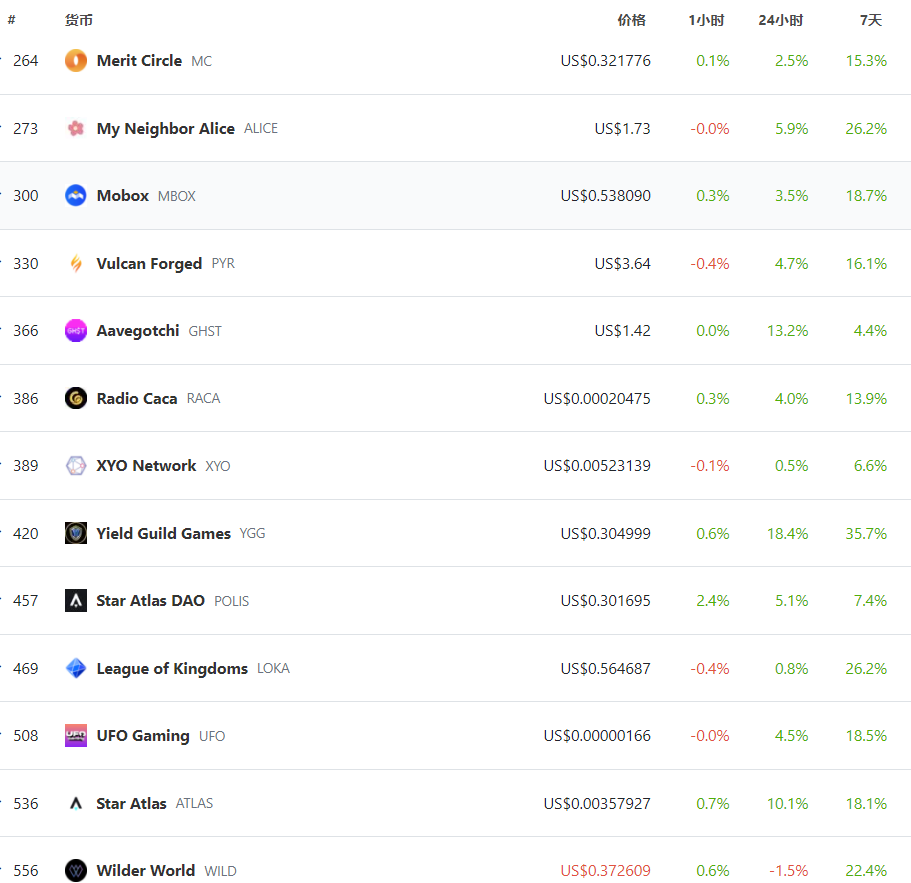 # 货币 价格 1小时 24小时 7天
264 Merit Circle MC US$0.321776 0.1% 2.5% 15.3%
273 My Neighbor Alice ALICE US$1.73 -0.0% 5.9% 26.2%
300 Mobox MBOX US$0.538090 0.3% 3.5% 18.7%
330 Vulcan Forged PYR US$3.64 -0.4% 4.7% 16.1%
366 GHST Aavegotchi GHST US$1.42 0.0% 13.2% 4.4%
386 Radio Caca RACA US$0.00020475 0.3% 4.0% 13.9%
389 XYO Network XYO US$0.00523139 -0.1% 0.5% 6.6%
420 Yield Guild Games YGG US$0.304999 0.6% 18.4% 35.7%
457 Star Atlas DAO POLIS US$0.301695 2.4% 5.1% 7.4%
469 League of Kingdoms LOKA US$0.564687 -0.4% 0.8% 26.2%
508 UFO UFO Gaming UFO US$0.00000166 -0.0% 4.5% 18.5%
536 Star Atlas ATLAS US$0.00357927 0.7% 10.1% 18.1%
556 Wilder World WILD US$0.372609 0.6% -1.5% 22.4%